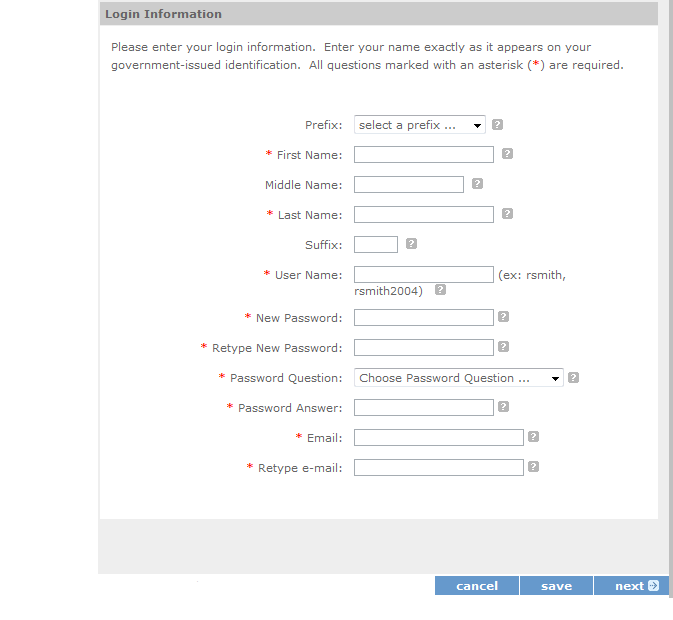 Login Information
Please enter your login information. Enter your name exactly as it appears on your
government-issued identification. All questions marked with an asterisk (*) are required.
Prefix: select a prefix ... ?
* First Name: ?
Middle Name: ?
* Last Name: ?
Suffix: ?
* User Name: (ex: rsmith,
rsmith2004) ?
* New Password: ?
* Retype New Password: ?
* Password Question: Choose Password Question ... ?
* Password Answer: ?
* Email: ?
* Retype e-mail: ?
cancel save next